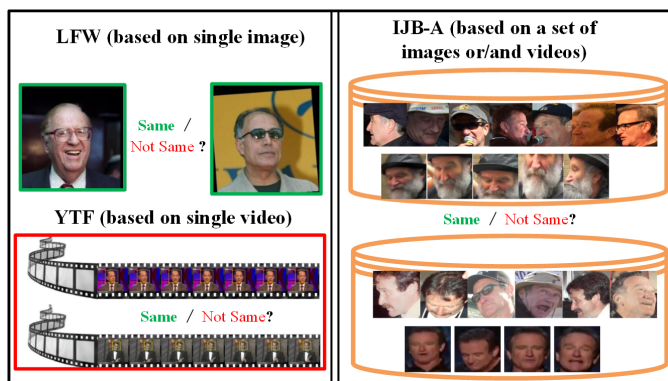 LFW (based on single image)
Same / Not Same ?
YTF (based on single video)
Same / Not Same?
IJB-A (based on a set of
images or/and videos)
Same / Not Same?